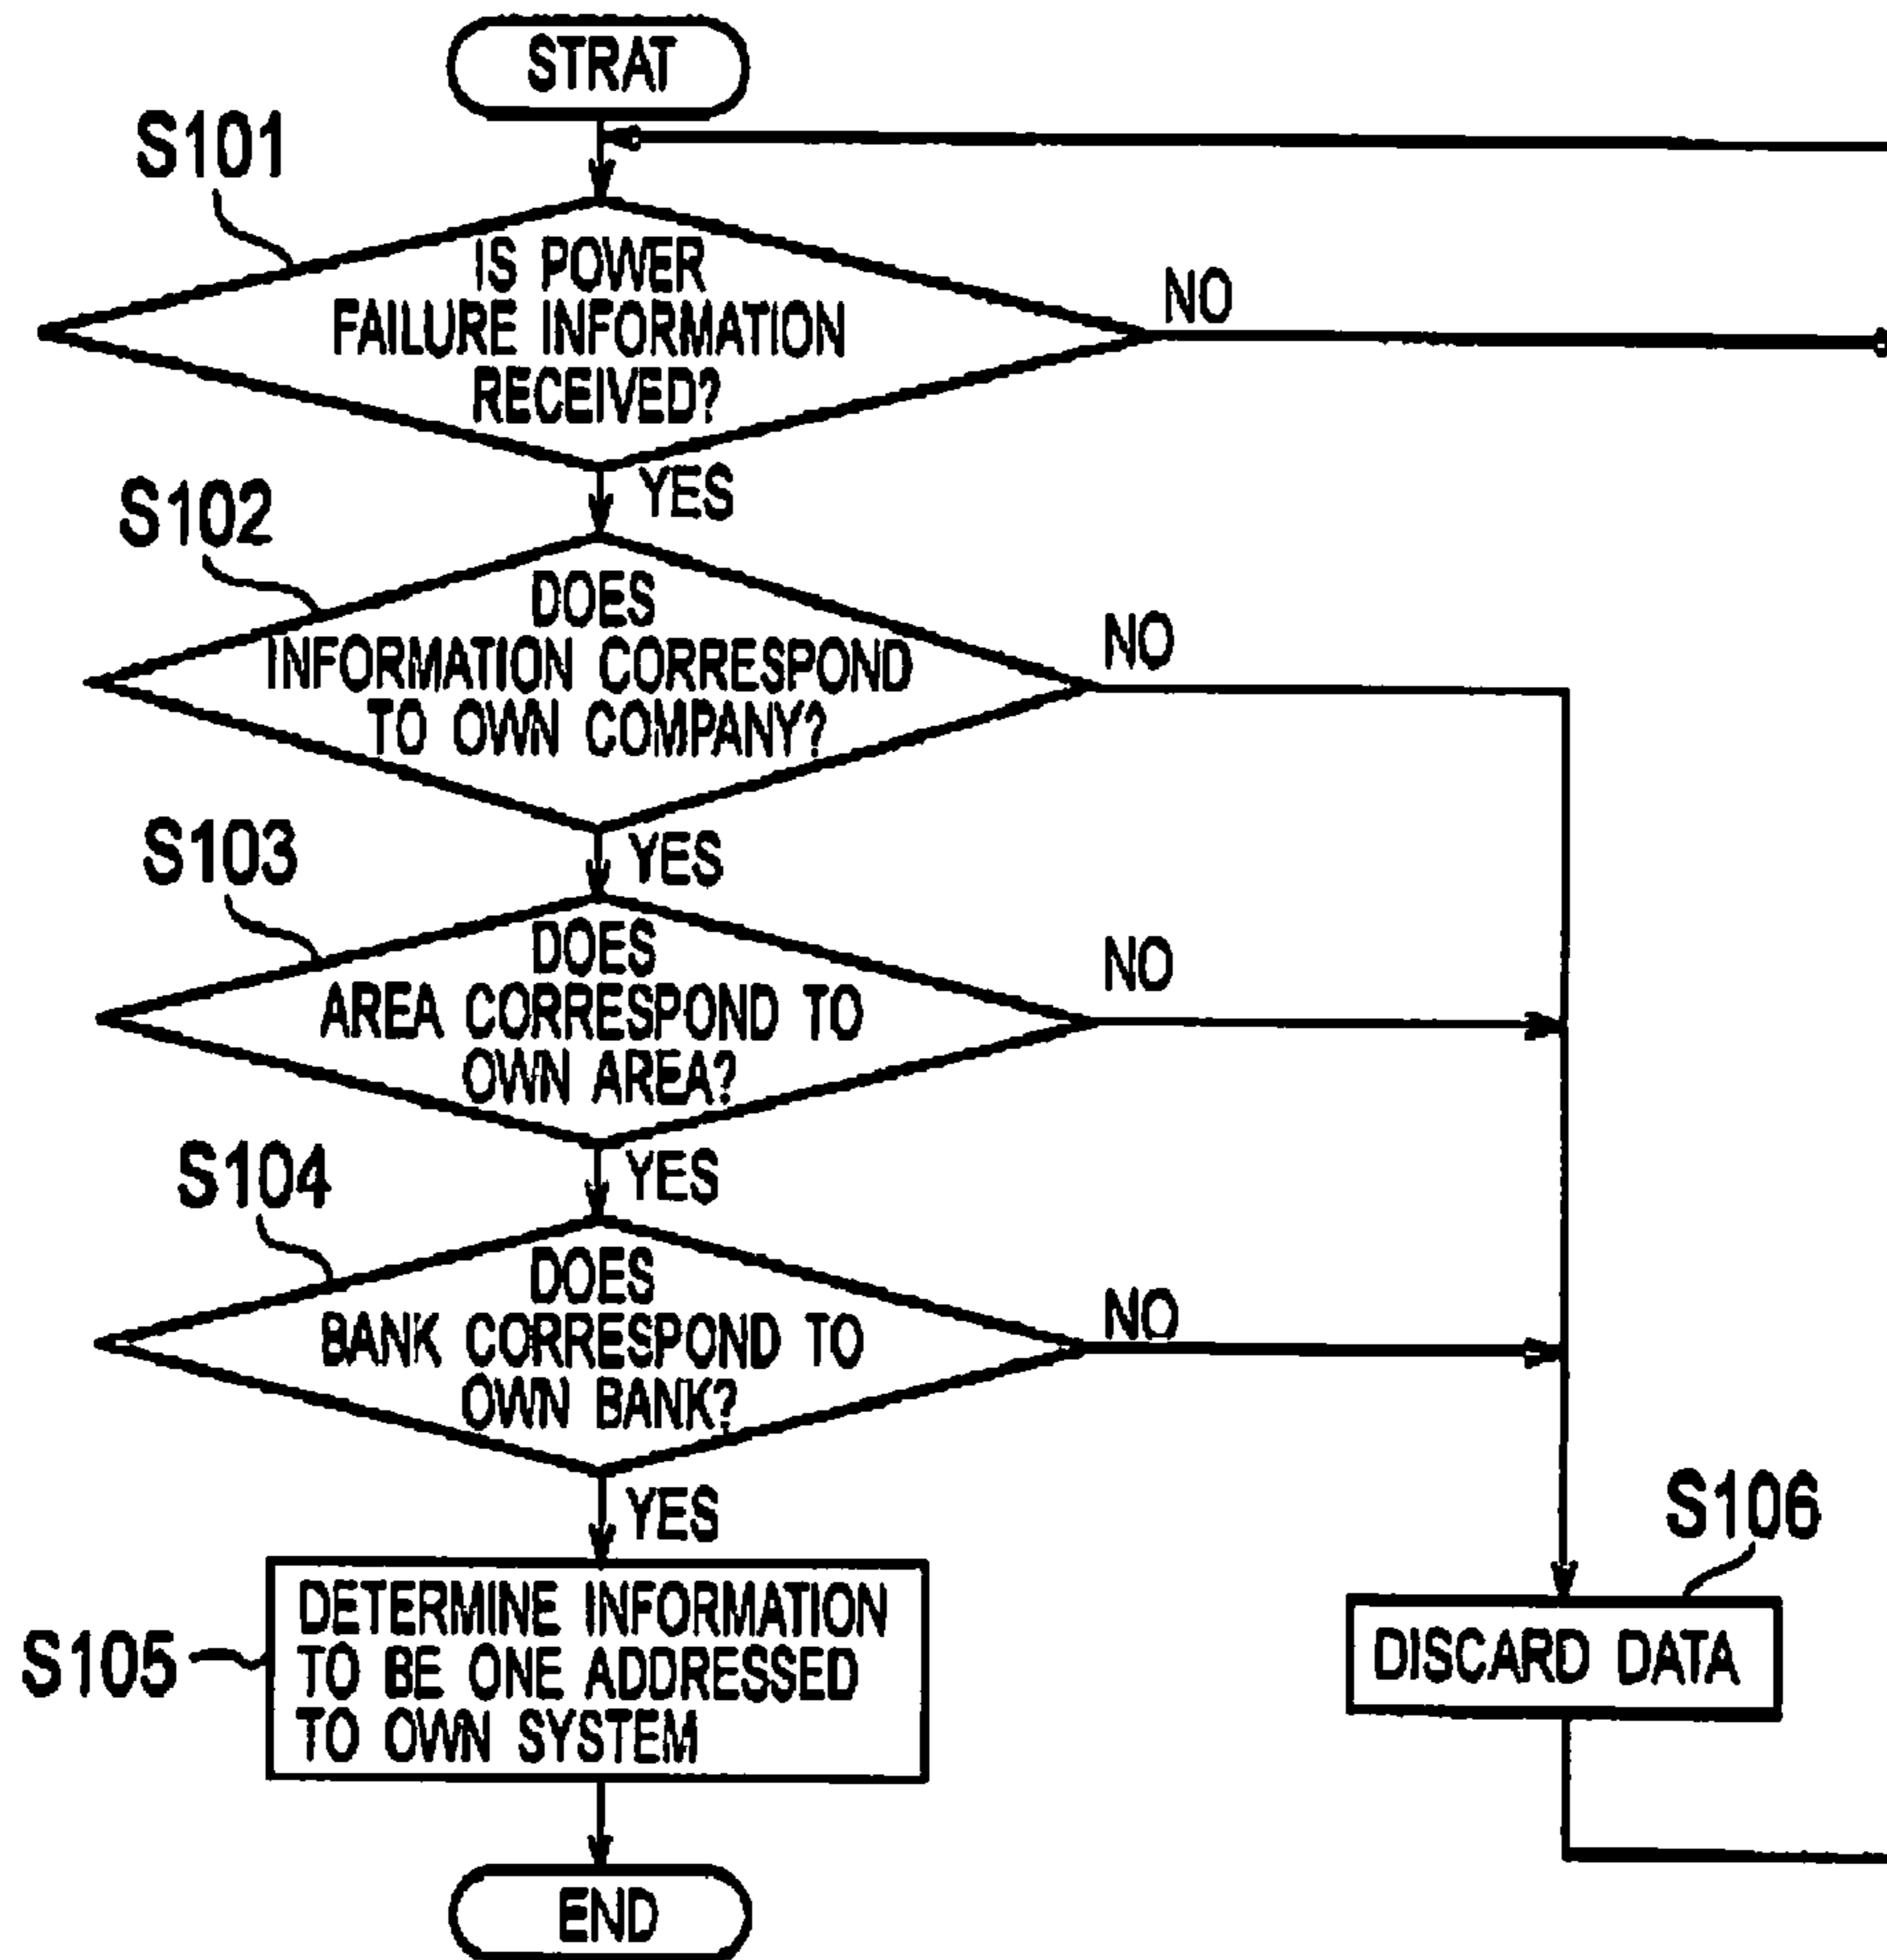 STRAT
S101
IS POWER
FAILURE INFORMATION
RECEIVED?
NO
YES
S102
DOES
INFORMATION CORRESPOND
TO OWN COMPANY?
NO
YES
S103
DOES
AREA CORRESPOND TO
OWN AREA?
NO
YES
S104
DOES
BANK CORRESPOND TO
OWN BANK?
NO
YES
S105
DETERMINE INFORMATION
TO BE ONE ADDRESSED
TO OWN SYSTEM
S106
DISCARD DATA
END